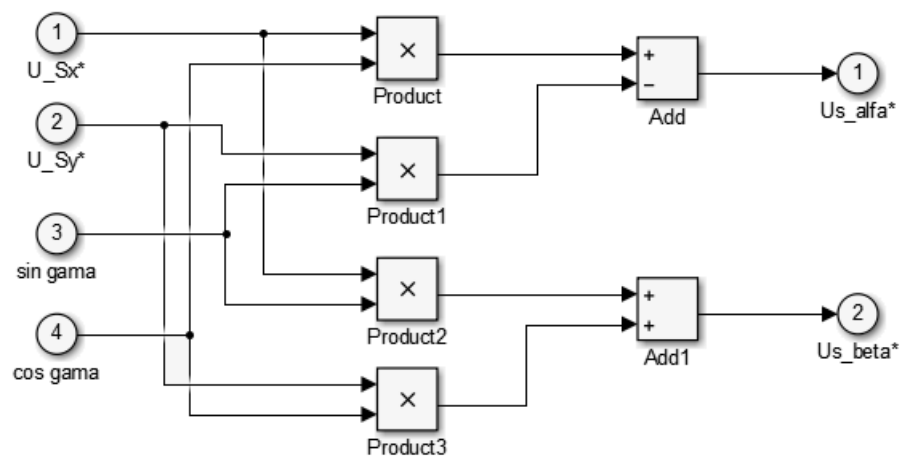 1
U_Sx*
2
U_Sy*
3
sin gama
4
cos gama
×
Product
×
Product1
×
Product2
×
Product3
+
−
Add
+
+
Add1
1
Us_alfa*
2
Us_beta*